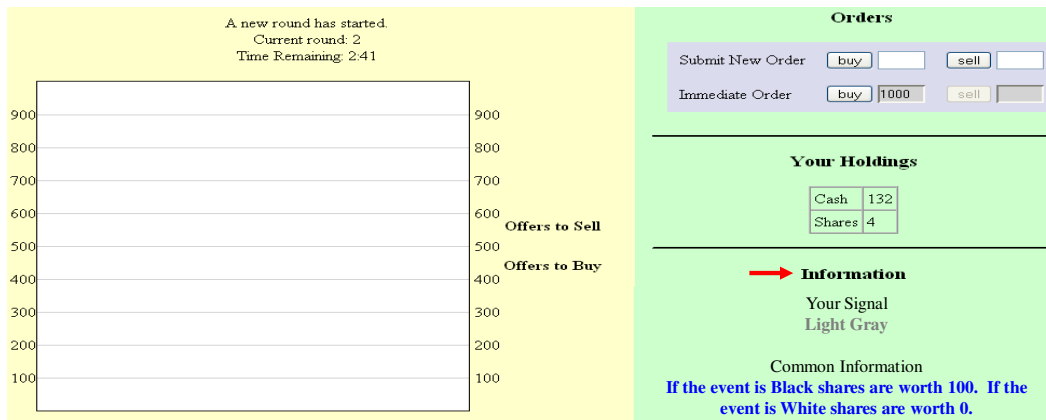 A new round has started.
Current round: 2
Time Remaining: 2:41
900 900
800 800
700 700
600 600
Offers to Sell
500 500
Offers to Buy
400 400
300 300
200 200
100 100
Orders
Submit New Order buy sell
Immediate Order buy 1000 sell
Your Holdings
Cash 132
Shares 4
Information
Your Signal
Light Gray
Common Information
If the event is Black shares are worth 100. If the
event is White shares are worth 0.